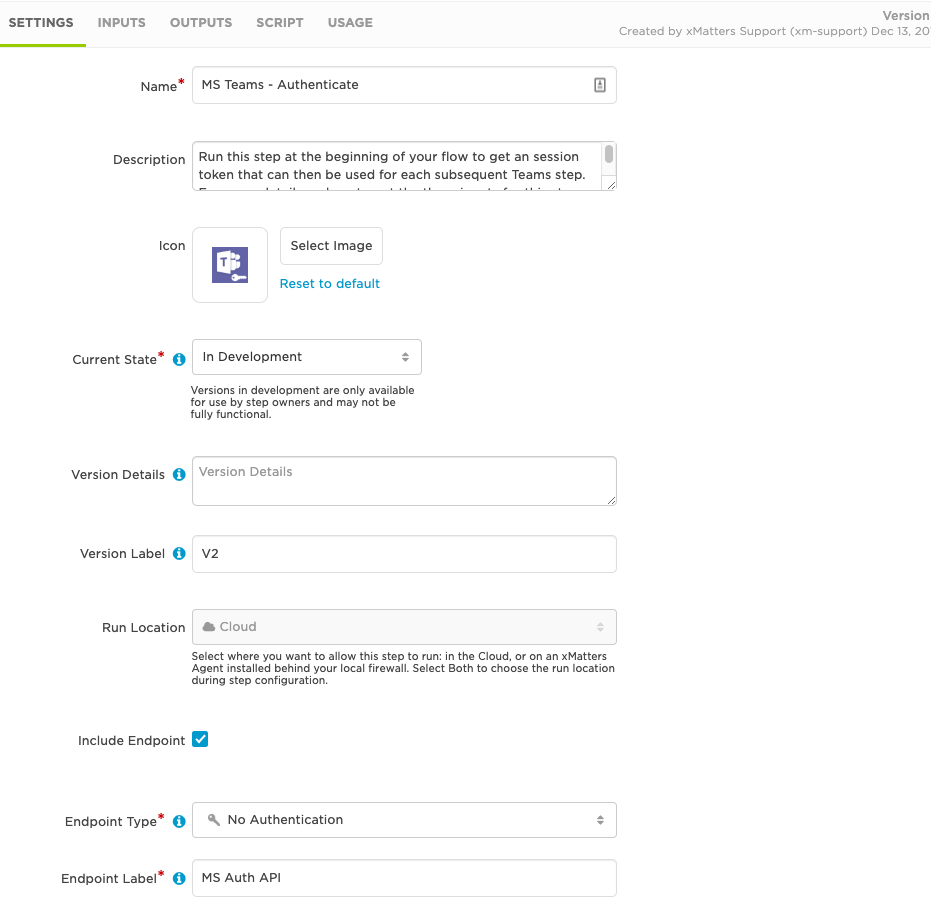 SETTINGS INPUTS OUTPUTS SCRIPT USAGE
Version
Created by xMatters Support (xm-support) Dec 13, 20
Name*
MS Teams - Authenticate
Description
Run this step at the beginning of your flow to get an session
token that can then be used for each subsequent Teams step.
Icon
T
Select Image
Reset to default
Current State*
In Development
Versions in development are only available
for use by step owners and may not be
fully functional.
Version Details
Version Details
Version Label
V2
Run Location
Cloud
Select where you want to allow this step to run: in the Cloud, or on an xMatters
Agent installed behind your local firewall. Select Both to choose the run location
during step configuration.
Include Endpoint
Endpoint Type*
No Authentication
Endpoint Label*
MS Auth API